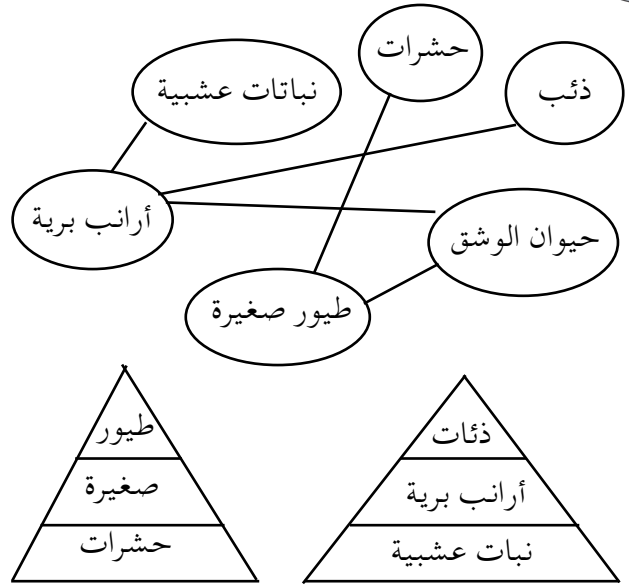 حشرات
نباتات عشبية
ذئب
أرانب برية
حيوان الوشق
طيور صغيرة
طيور
صغيرة
حشرات
ذئات
أرانب برية
نبات عشبية